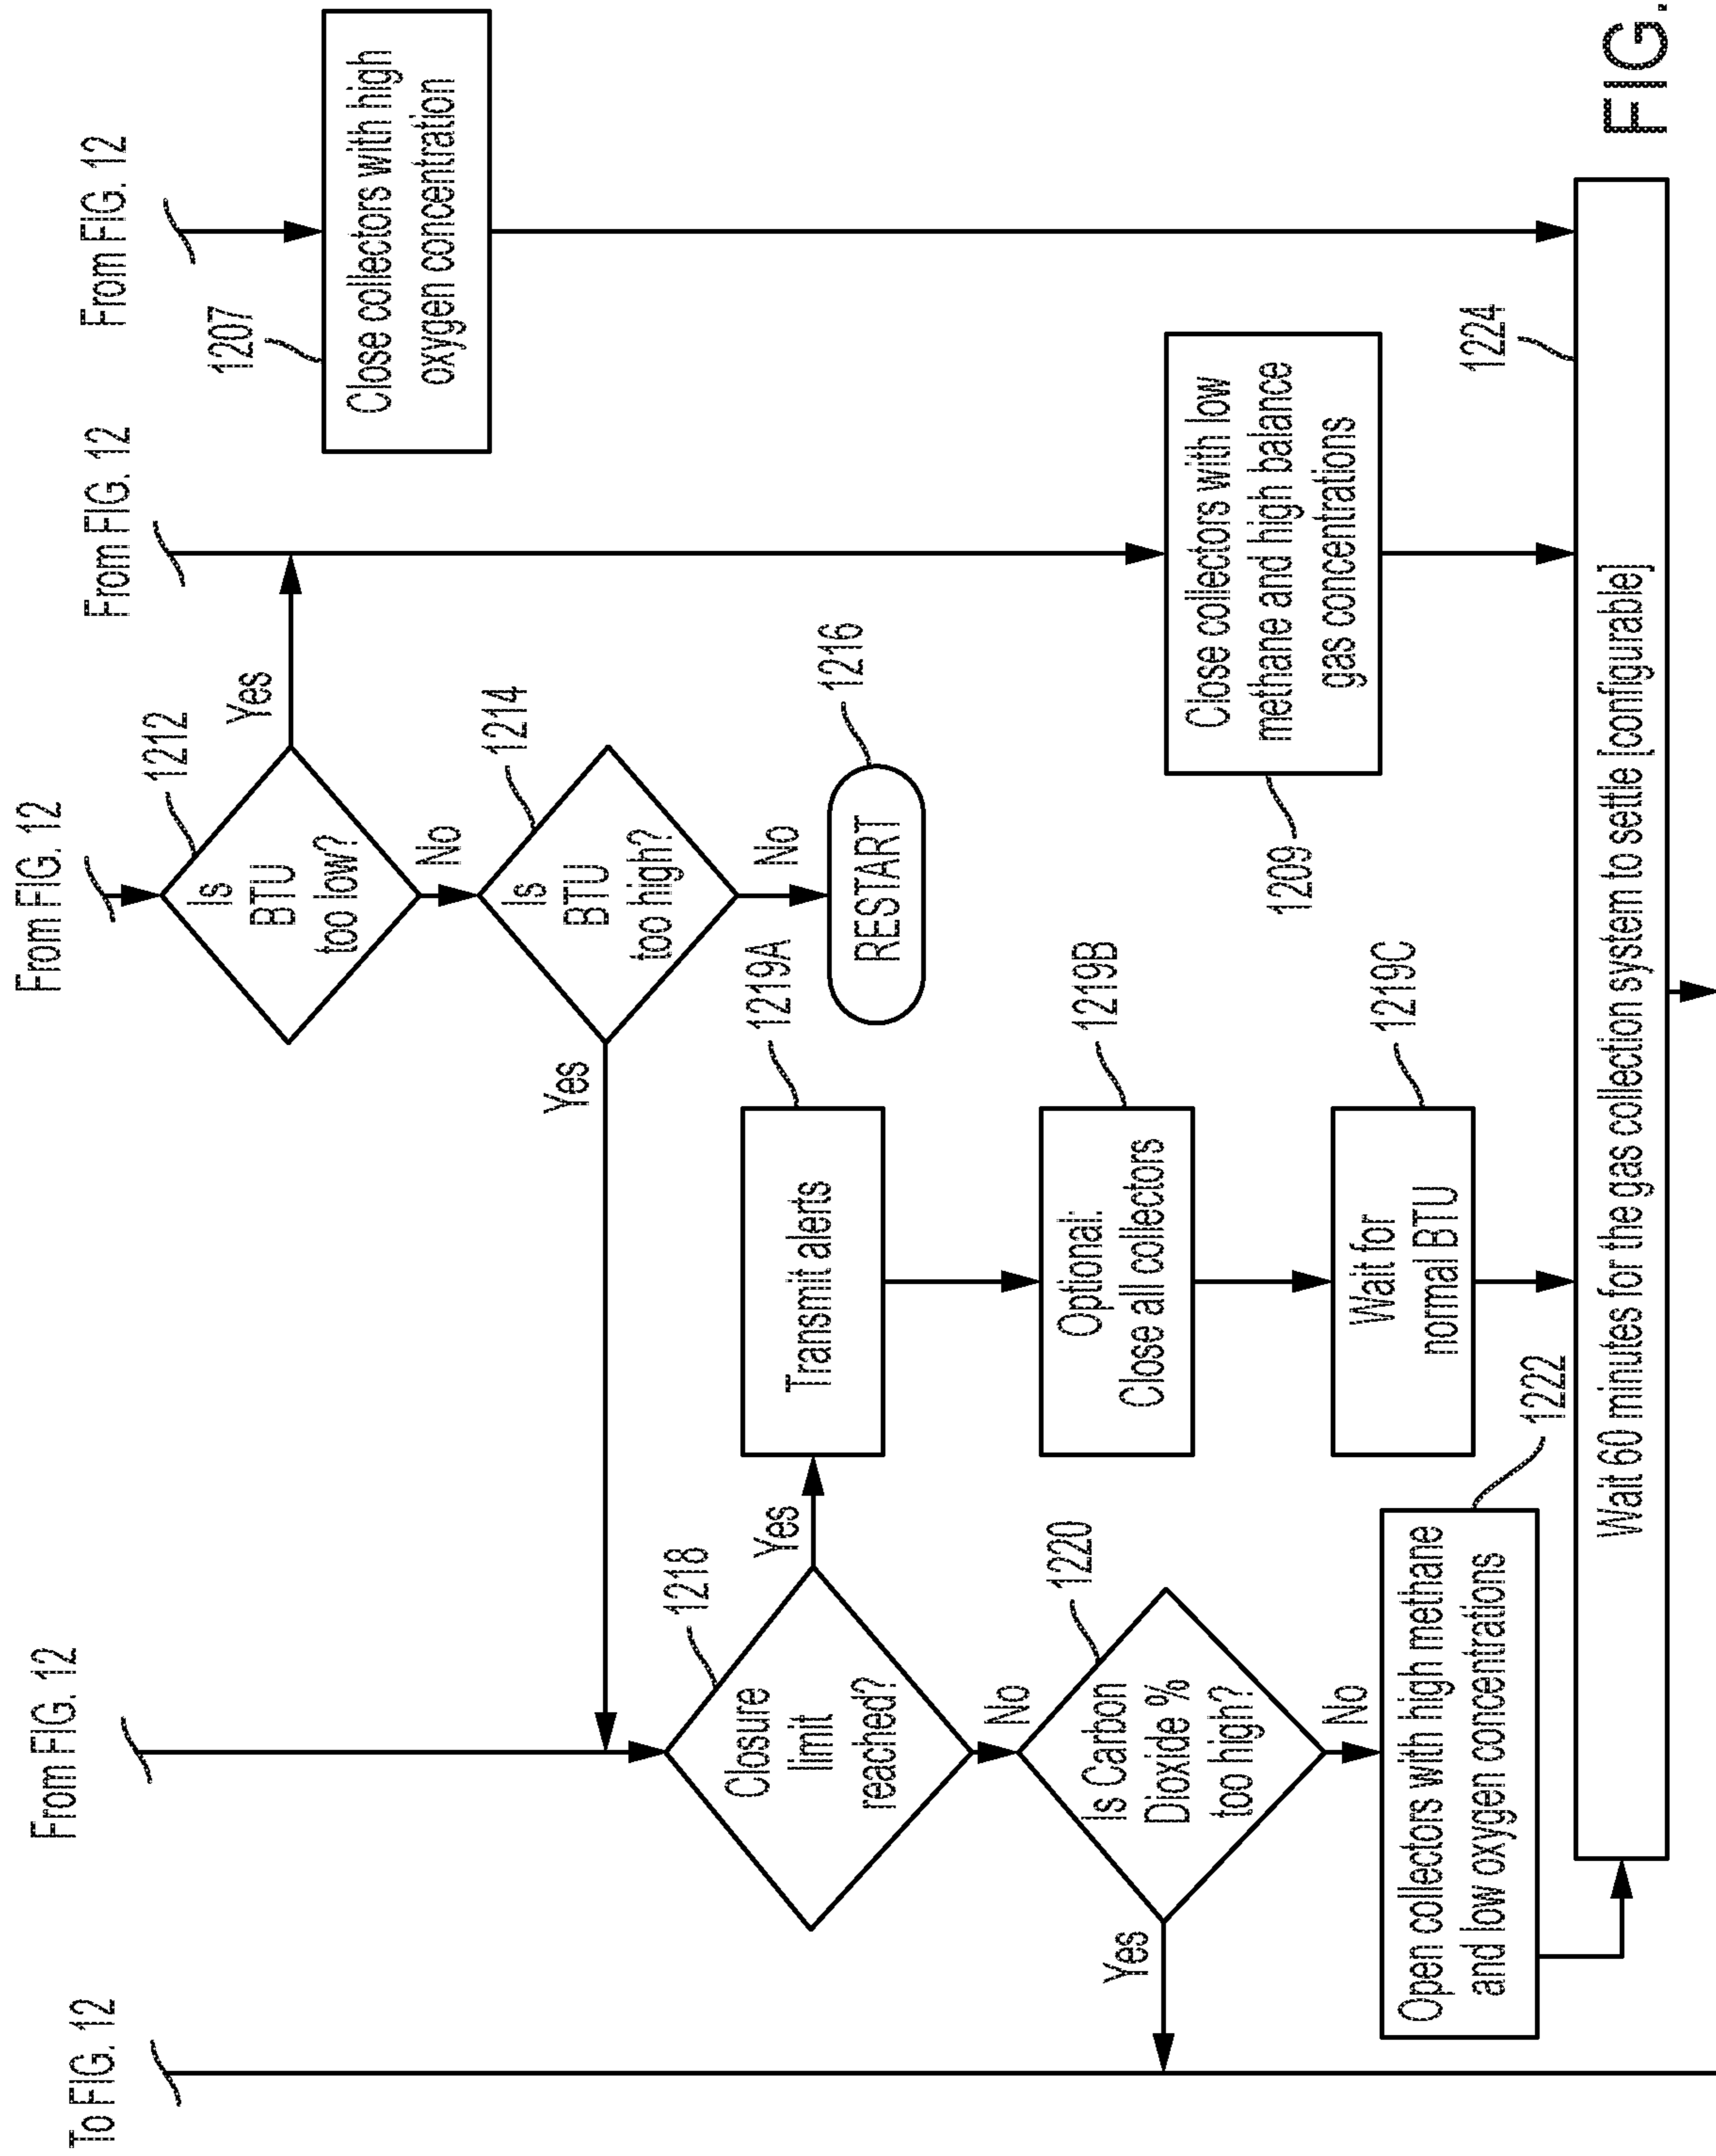 To FIG. 12
From FIG. 12
From FIG. 12
From FIG. 12
From FIG. 12
1212
Is
BTU
too low?
Yes
No
1214
Is
BTU
too high?
Yes
No
1216
RESTART
1207
Close collectors with high
oxygen concentration
1218
Closure
limit
reached?
Yes
No
1219A
Transmit alerts
1219B
Optional:
Close all collectors
1219C
Wait for
normal BTU
1220
Is Carbon
Dioxide %
too high?
Yes
No
1222
Open collectors with high methane
and low oxygen concentrations
1209
Close collectors with low
methane and high balance
gas concentrations
1224
Wait 60 minutes for the gas collection system to settle [configurable]
FIG.